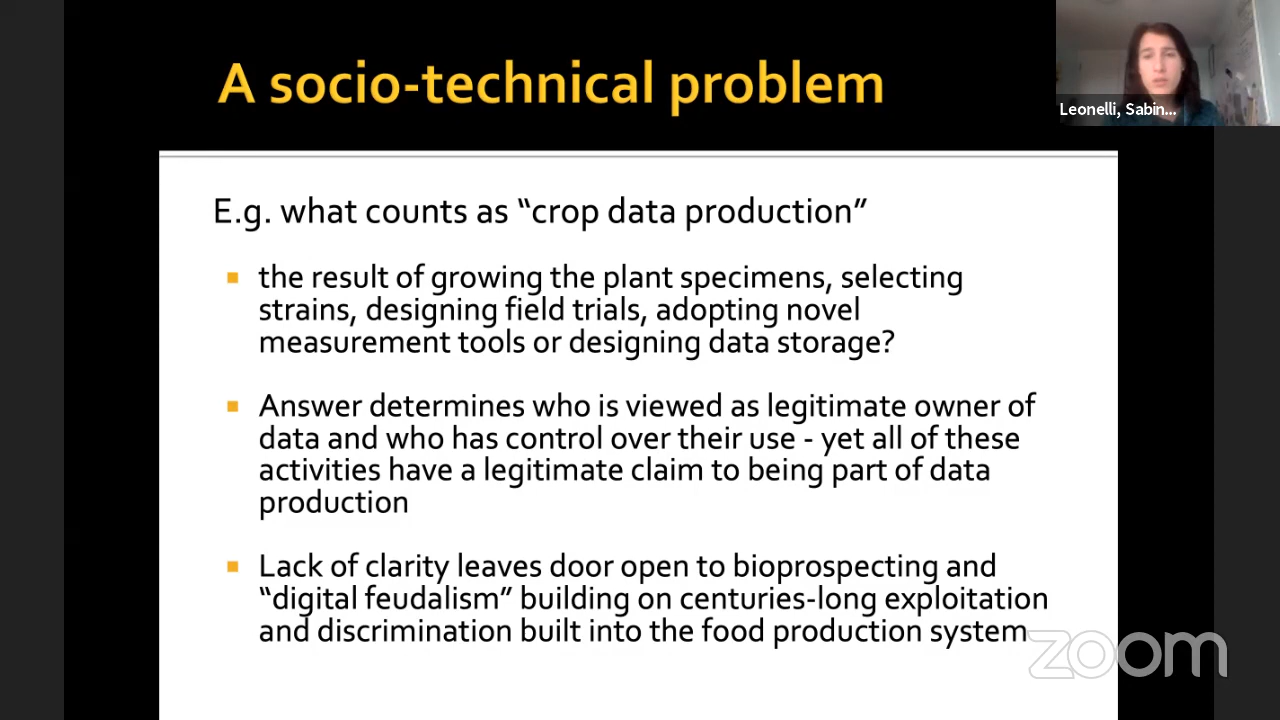 A socio-technical problem
Leonelli, Sabin...
E.g. what counts as “crop data production”
the result of growing the plant specimens, selecting
strains, designing field trials, adopting novel
measurement tools or designing data storage?
Answer determines who is viewed as legitimate owner of
data and who has control over their use - yet all of these
activities have a legitimate claim to being part of data
production
Lack of clarity leaves door open to bioprospecting and
“digital feudalism” building on centuries-long exploitation
and discrimination built into the food production system
zoom